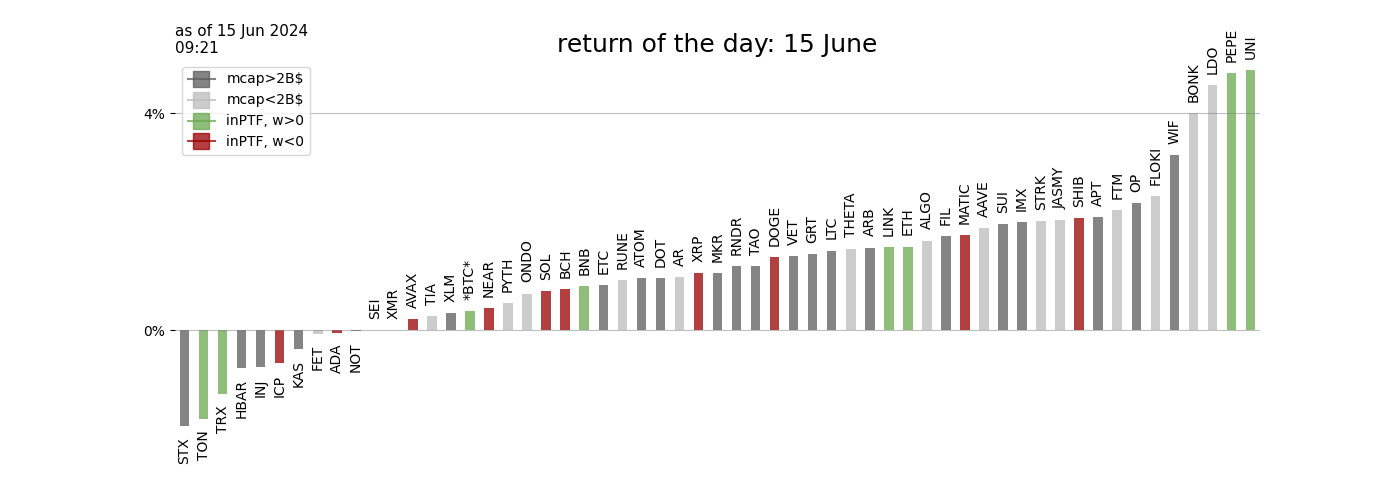 as of 15 Jun 2024
09:21
return of the day: 15 June
mcap>2B$
mcap<2B$
inPTF, w>0
inPTF, w<0
4%
0%
STX
TON
TRX
HBAR
INJ
ICP
KAS
FET
ADA
NOT
SEI
XMR
AVAX
TIA
XLM
*BTC*
NEAR
PYTH
ONDO
SOL
BCH
BNB
ETC
RUNE
ATOM
DOT
AR
XRP
MKR
RNDR
TAO
DOGE
VET
GRT
LTC
THETA
ARB
LINK
ETH
ALGO
FIL
MATIC
AAVE
SUI
IMX
STRK
JASMY
SHIB
APT
FTM
OP
FLOKI
WIF
BONK
LDO
PEPE
UNI